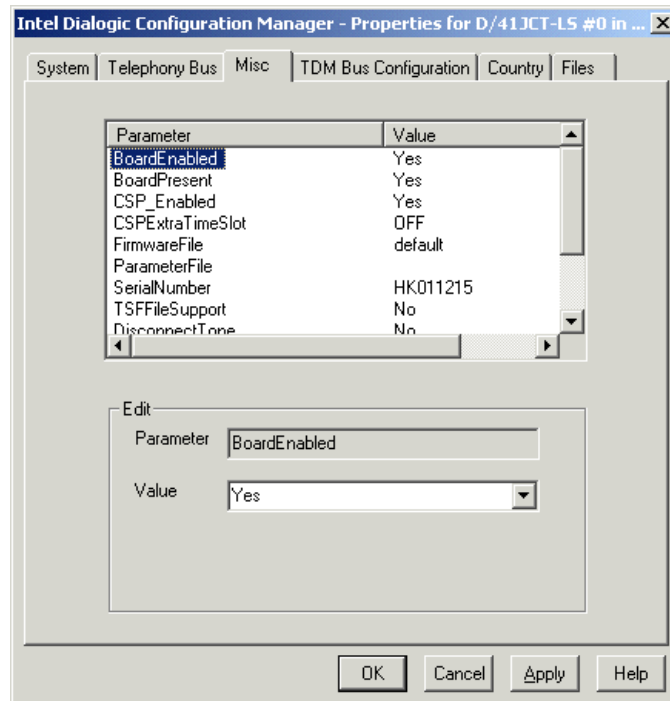 Intel Dialogic Configuration Manager - Properties for D/41JCT-LS #0 in ...
System Telephony Bus Misc TDM Bus Configuration Country Files
Parameter Value
BoardEnabled Yes
BoardPresent Yes
CSP_Enabled Yes
CSPExtraTimeSlot OFF
FirmwareFile default
ParameterFile
SerialNumber HK011215
TSFFileSupport No
DisconnectTone No
Edit
Parameter BoardEnabled
Value Yes
OK Cancel Apply Help